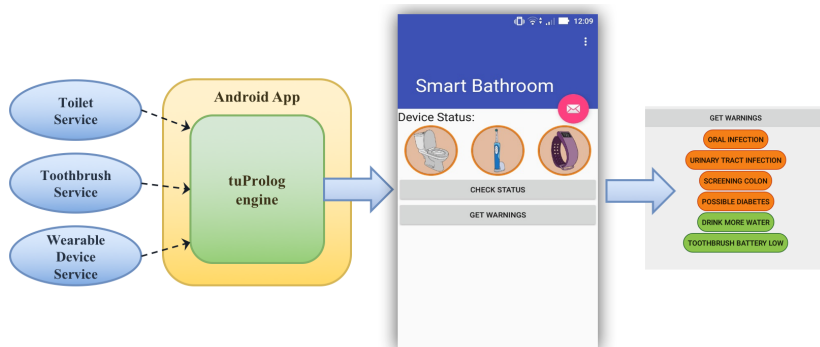 Toilet
Service
Toothbrush
Service
Wearable
Device
Service
Android App
tuProlog
engine
12:09
Smart Bathroom
Device Status:
CHECK STATUS
GET WARNINGS
GET WARNINGS
ORAL INFECTION
URINARY TRACT INFECTION
SCREENING COLON
POSSIBLE DIABETES
DRINK MORE WATER
TOOTHBRUSH BATTERY LOW